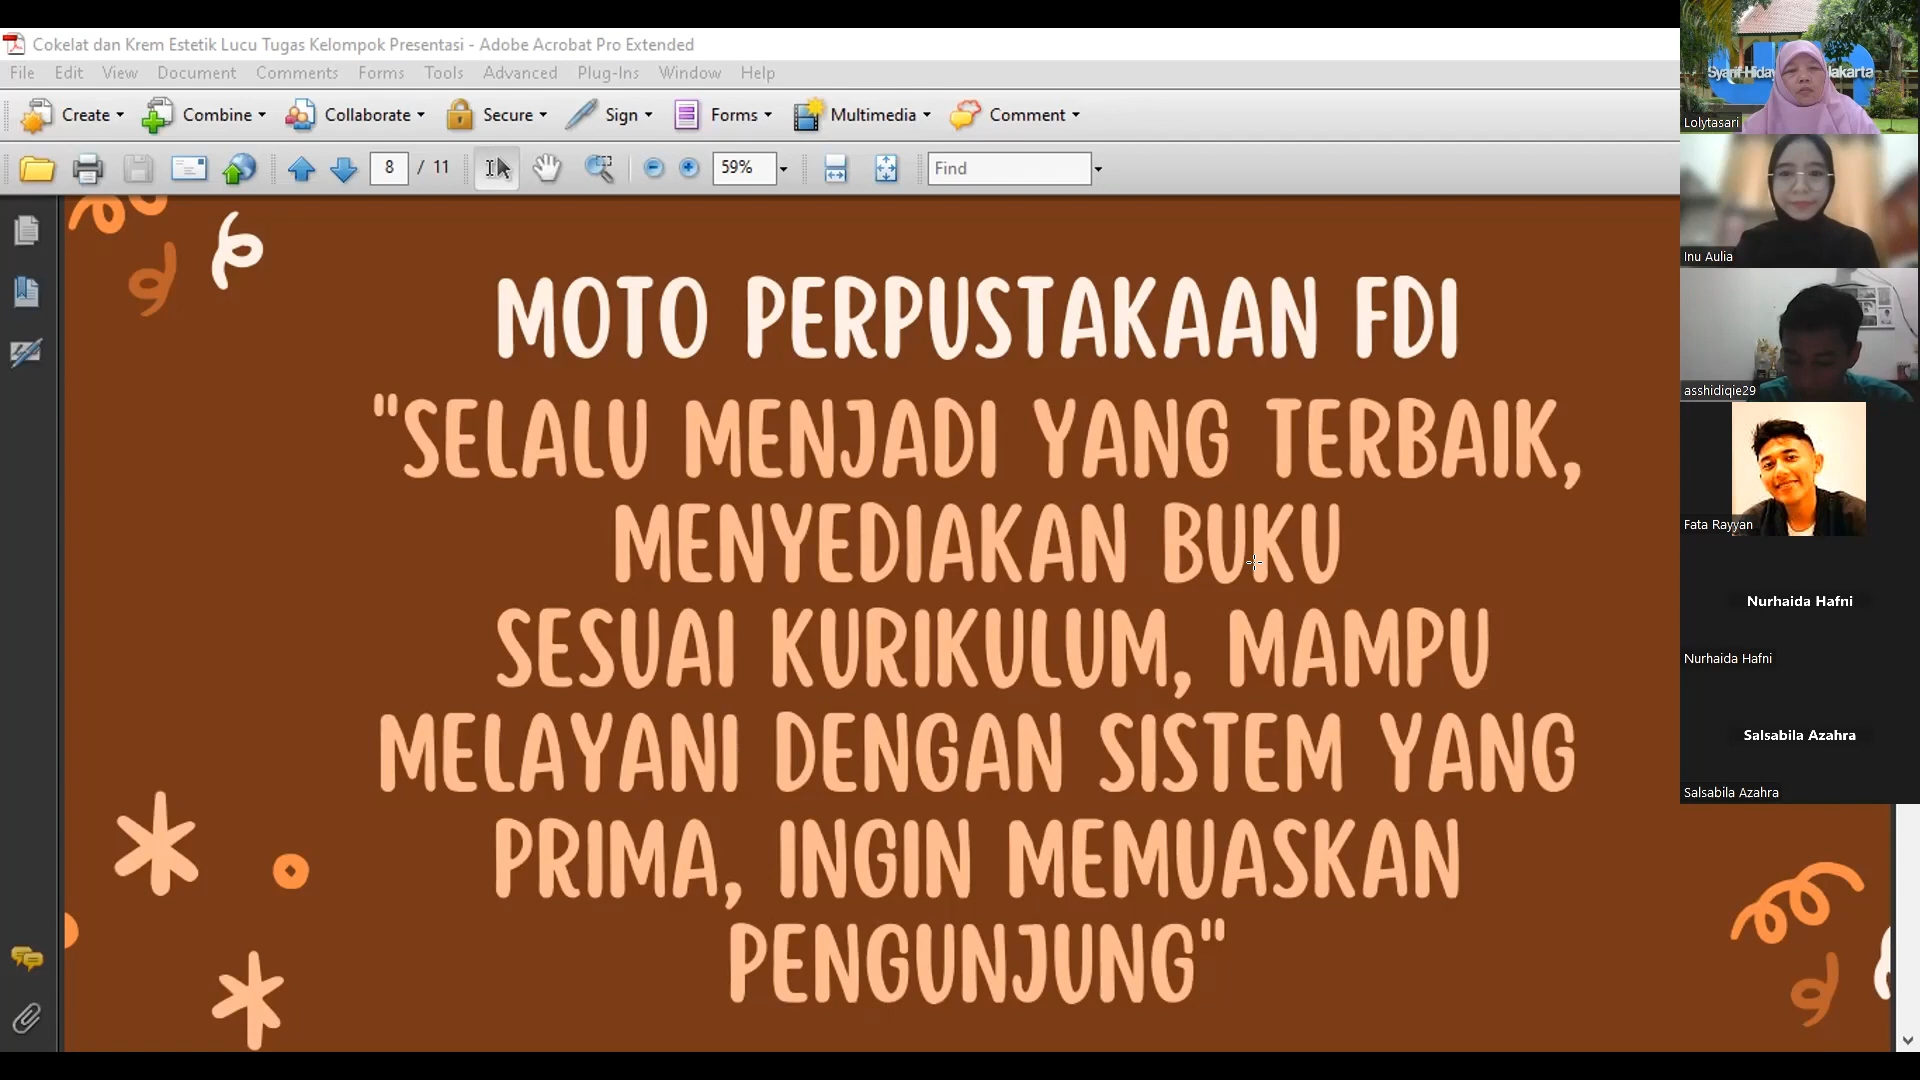 Cokelat dan Krem Estetik Lucu Tugas Kelompok Presentasi - Adobe Acrobat Pro Extended
File Edit View Document Comments Forms Tools Advanced Plug-Ins Window Help
Create Combine Collaborate Secure Sign Forms Multimedia Comment
8 / 11 59% Find
MOTO PERPUSTAKAAN FDI
"SELALU MENJADI YANG TERBAIK,
MENYEDIAKAN BUKU
SESUAI KURIKULUM, MAMPU
MELAYANI DENGAN SISTEM YANG
PRIMA, INGIN MEMUASKAN
PENGUNJUNG"
Lolytasari
Inu Aulia
asshidiqie29
Fata Rayyan
Nurhaida Hafni
Nurhaida Hafni
Salsabila Azahra
Salsabila Azahra